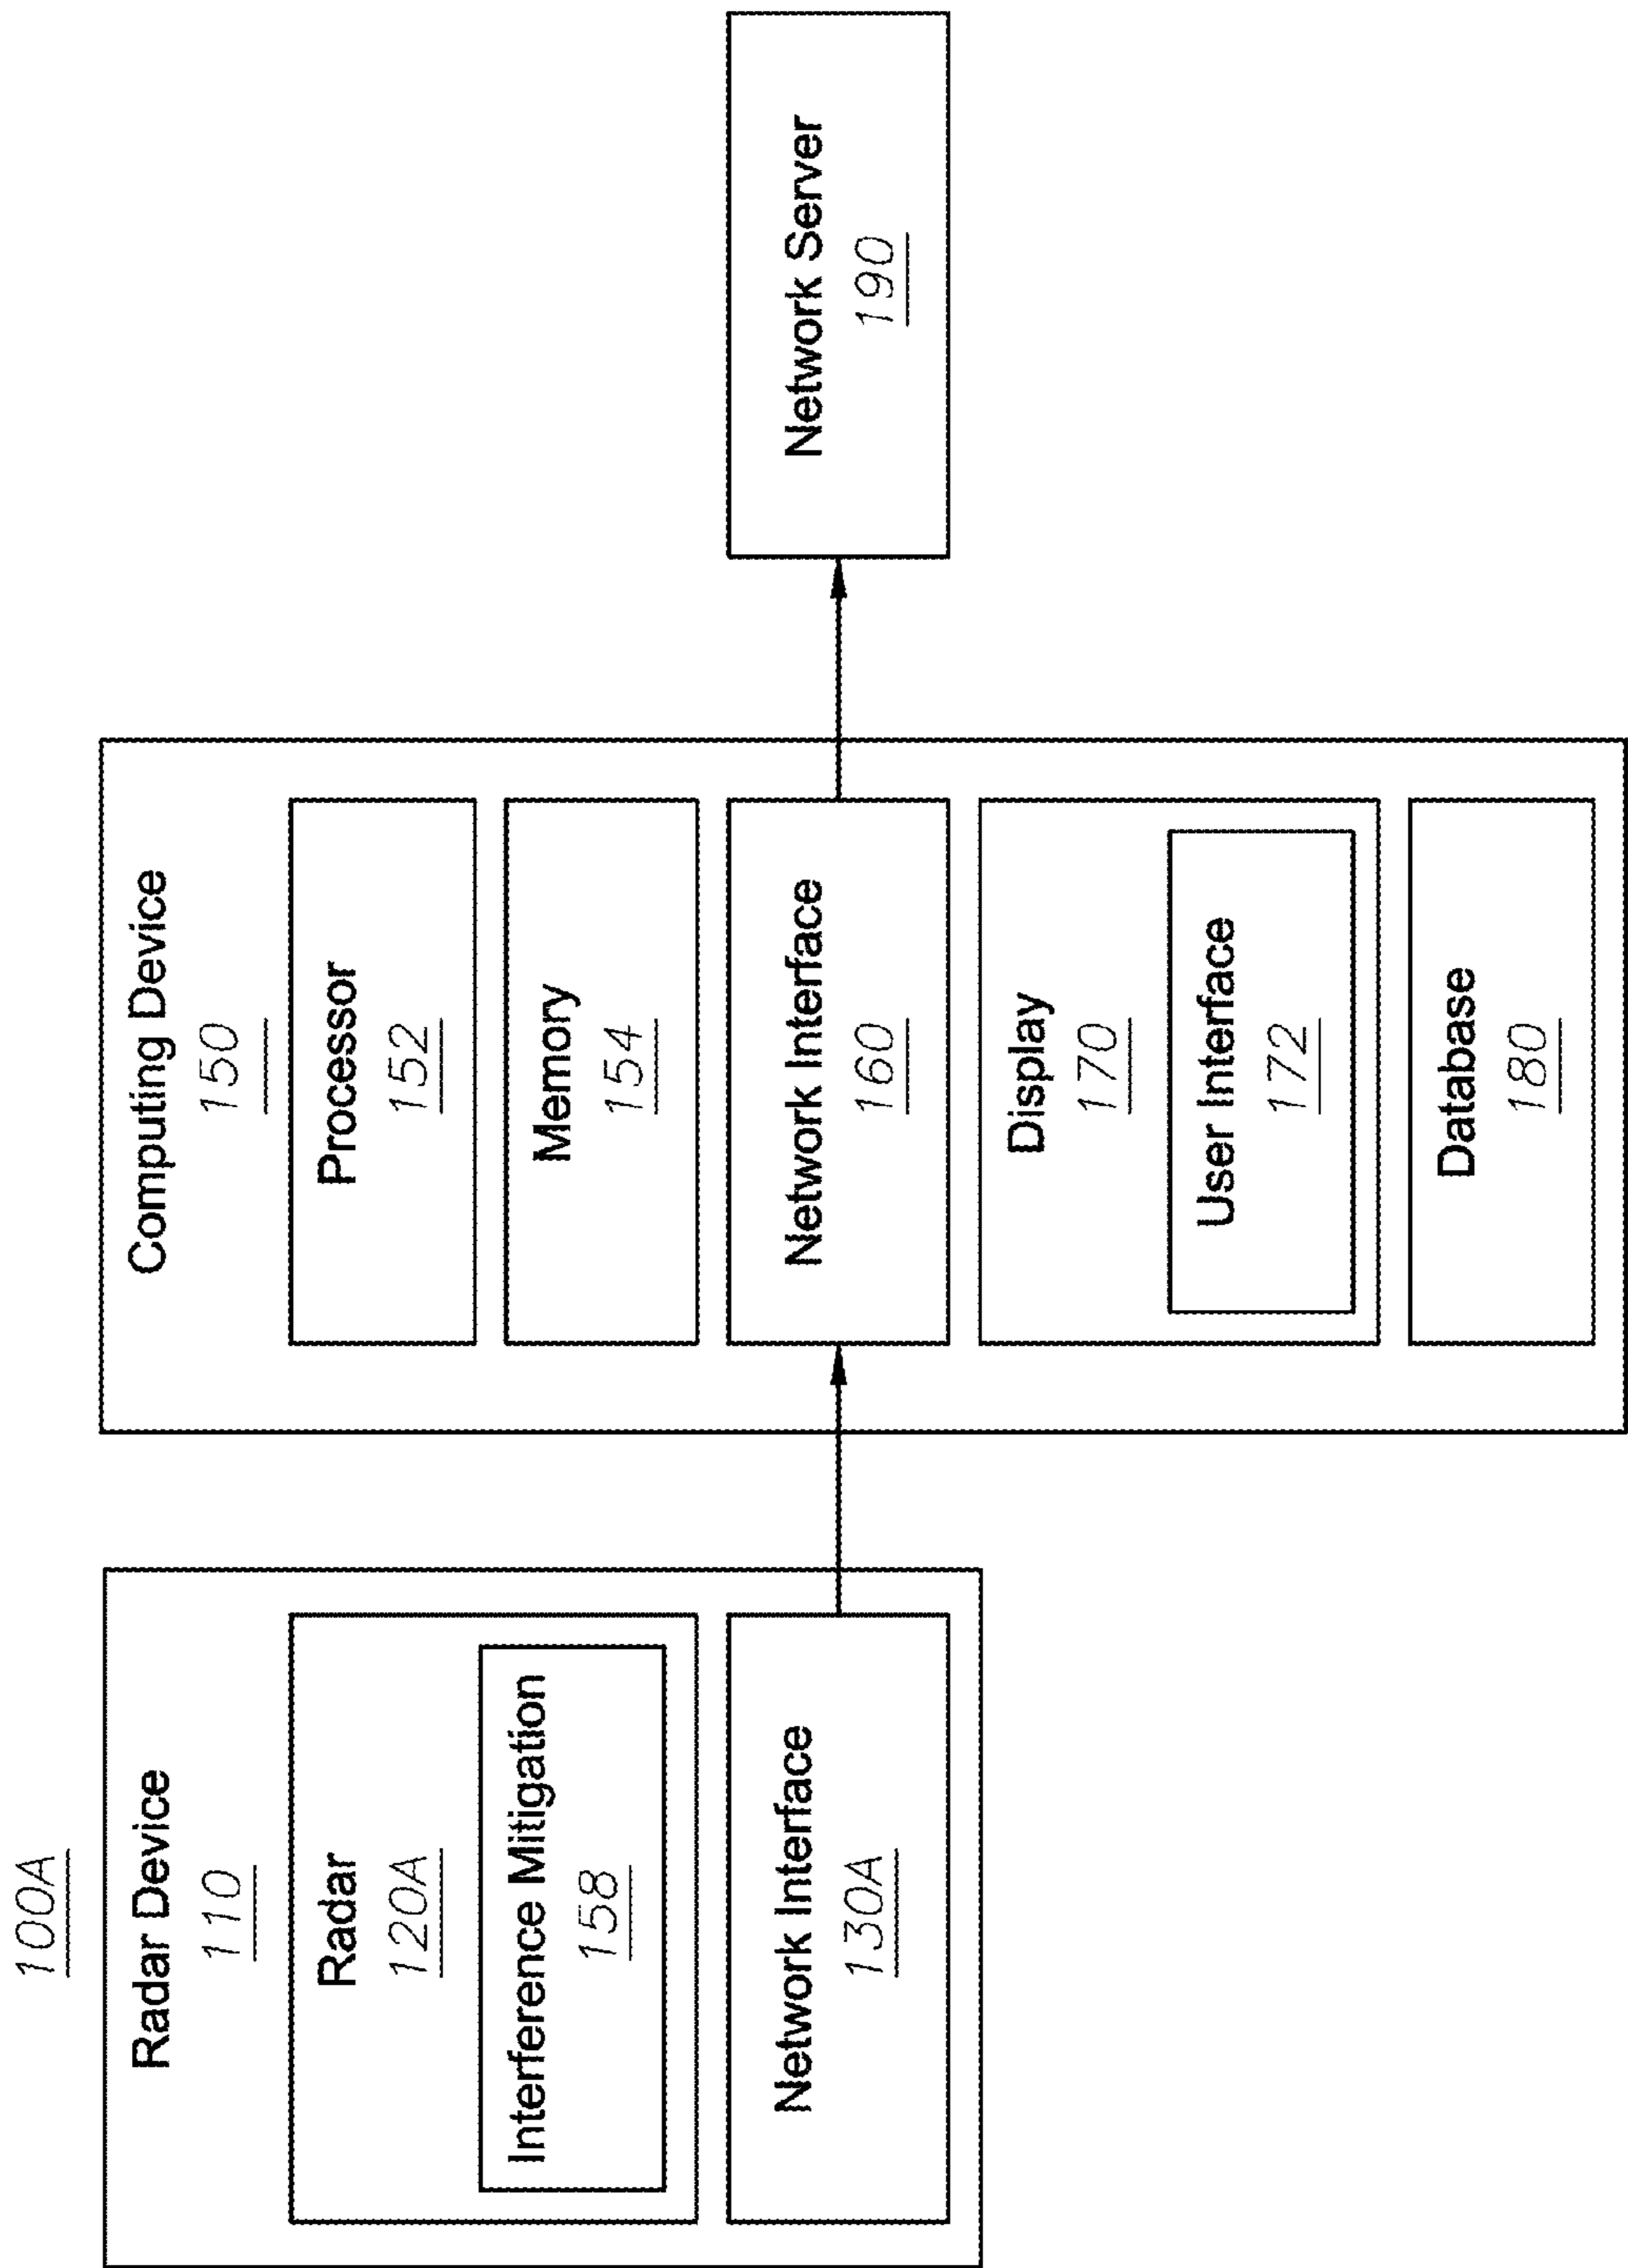 100A
Radar Device
110
Radar
120A
Interference Mitigation
158
Network Interface
130A
Computing Device
150
Processor
152
Memory
154
Network Interface
160
Display
170
User Interface
172
Database
180
Network Server
190